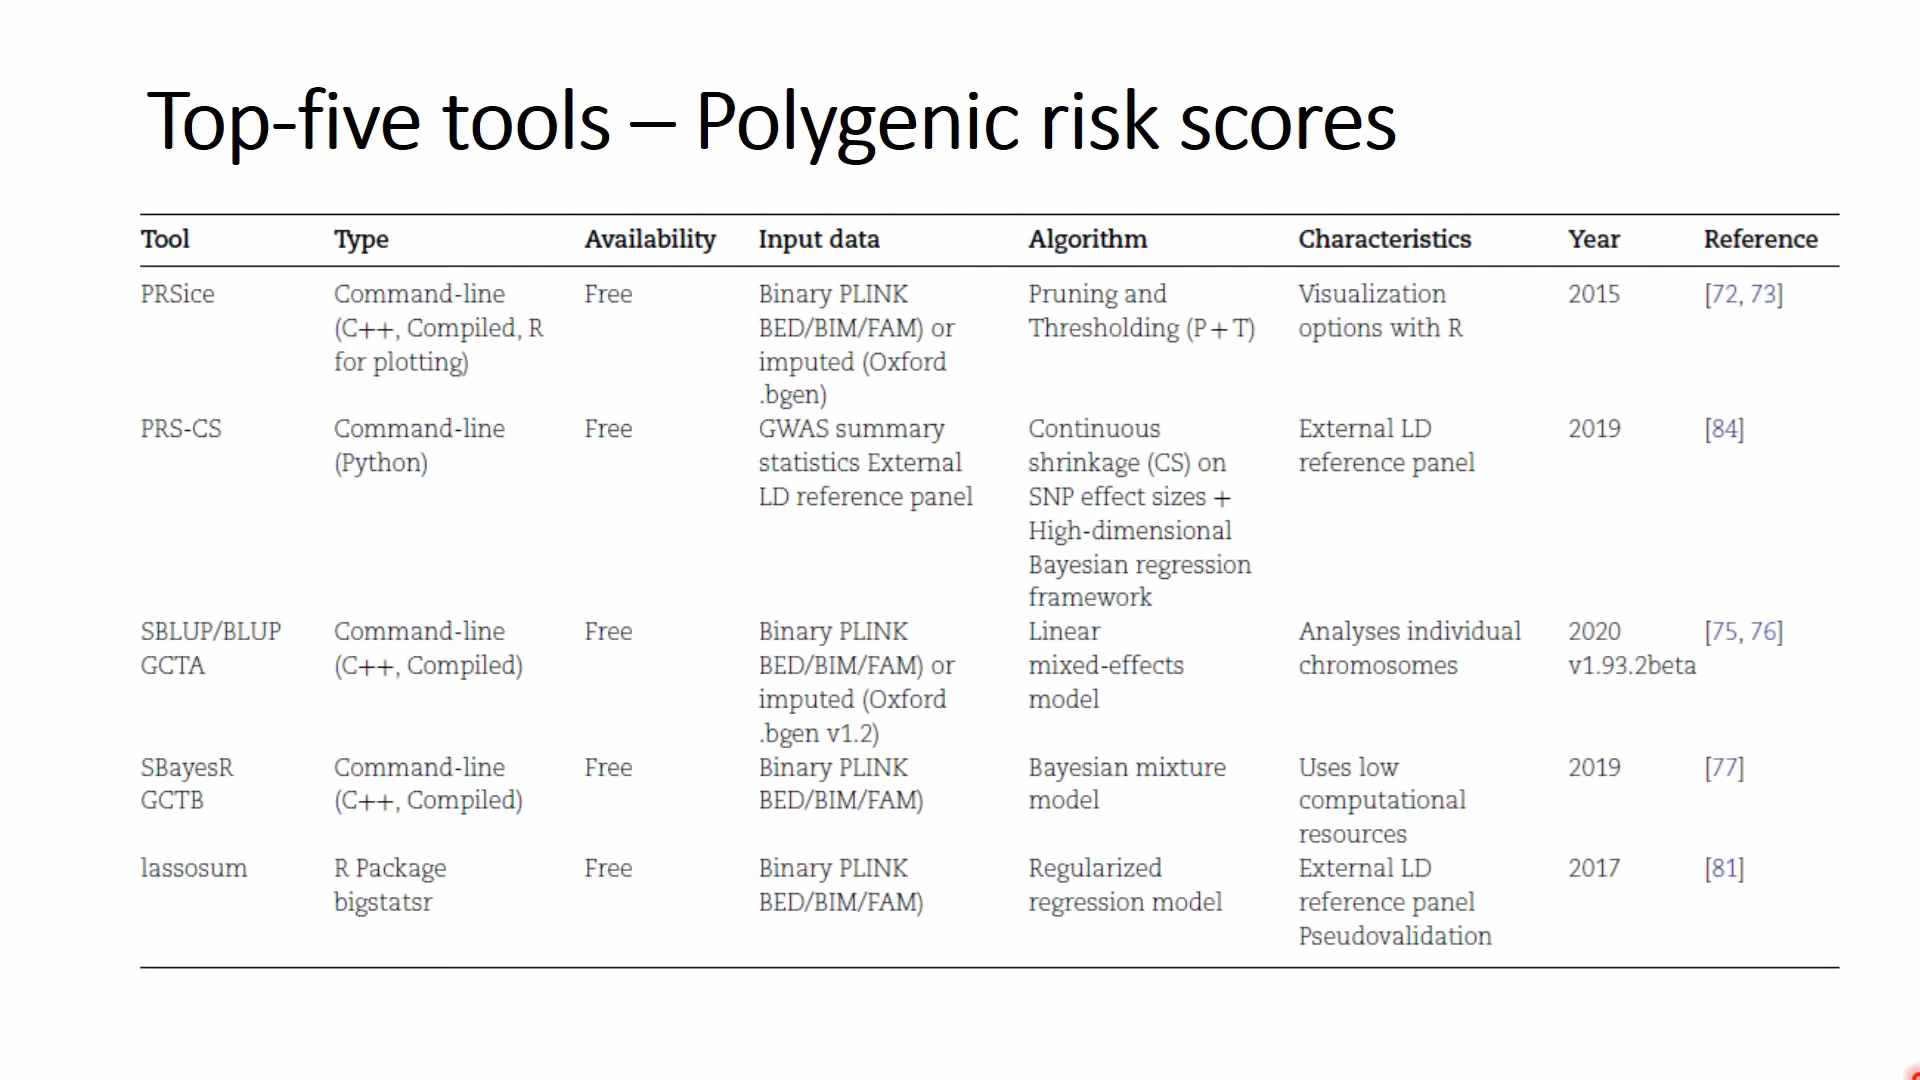 Top-five tools – Polygenic risk scores
Tool Type Availability Input data Algorithm Characteristics Year Reference
PRSice Command-line Free Binary PLINK Pruning and Visualization 2015 [72, 73]
(C++, Compiled, R BED/BIM/FAM) or Thresholding (P+T) options with R
for plotting) imputed (Oxford
.bgen)
PRS-CS Command-line Free GWAS summary Continuous External LD 2019 [84]
(Python) statistics External shrinkage (CS) on reference panel
LD reference panel SNP effect sizes +
High-dimensional
Bayesian regression
framework
SBLUP/BLUP Command-line Free Binary PLINK Linear Analyses individual 2020 [75, 76]
GCTA (C++, Compiled) BED/BIM/FAM) or mixed-effects chromosomes v1.93.2beta
imputed (Oxford model
.bgen v1.2)
SBayesR Command-line Free Binary PLINK Bayesian mixture Uses low 2019 [77]
GCTB (C++, Compiled) BED/BIM/FAM) model computational
resources
lassosum R Package Free Binary PLINK Regularized External LD 2017 [81]
bigstatsr BED/BIM/FAM) regression model reference panel
Pseudovalidation